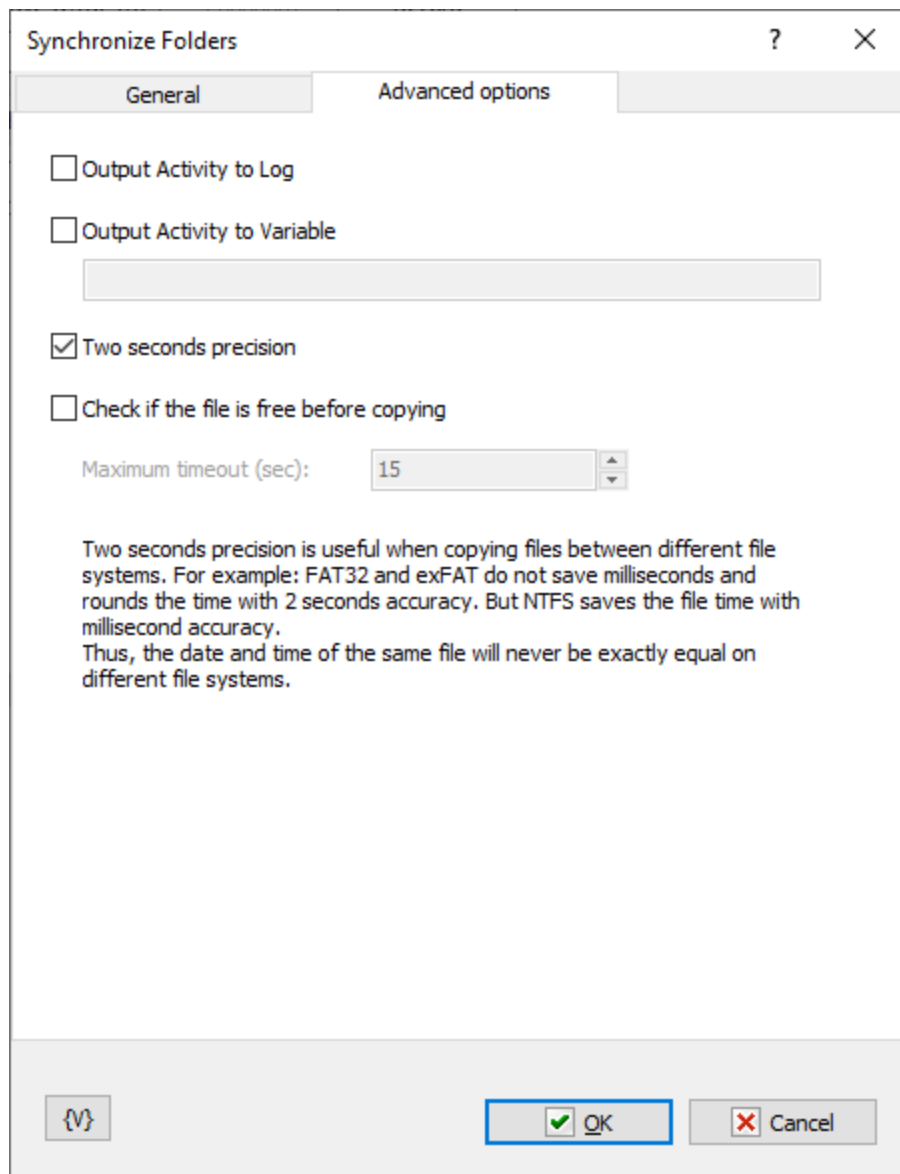 Synchronize Folders
?
General
Advanced options
Output Activity to Log
Output Activity to Variable
Two seconds precision
Check if the file is free before copying
Maximum timeout (sec):
15
Two seconds precision is useful when copying files between different file
systems. For example: FAT32 and exFAT do not save milliseconds and
rounds the time with 2 seconds accuracy. But NTFS saves the file time with
millisecond accuracy.
Thus, the date and time of the same file will never be exactly equal on
different file systems.
{V}
OK
Cancel